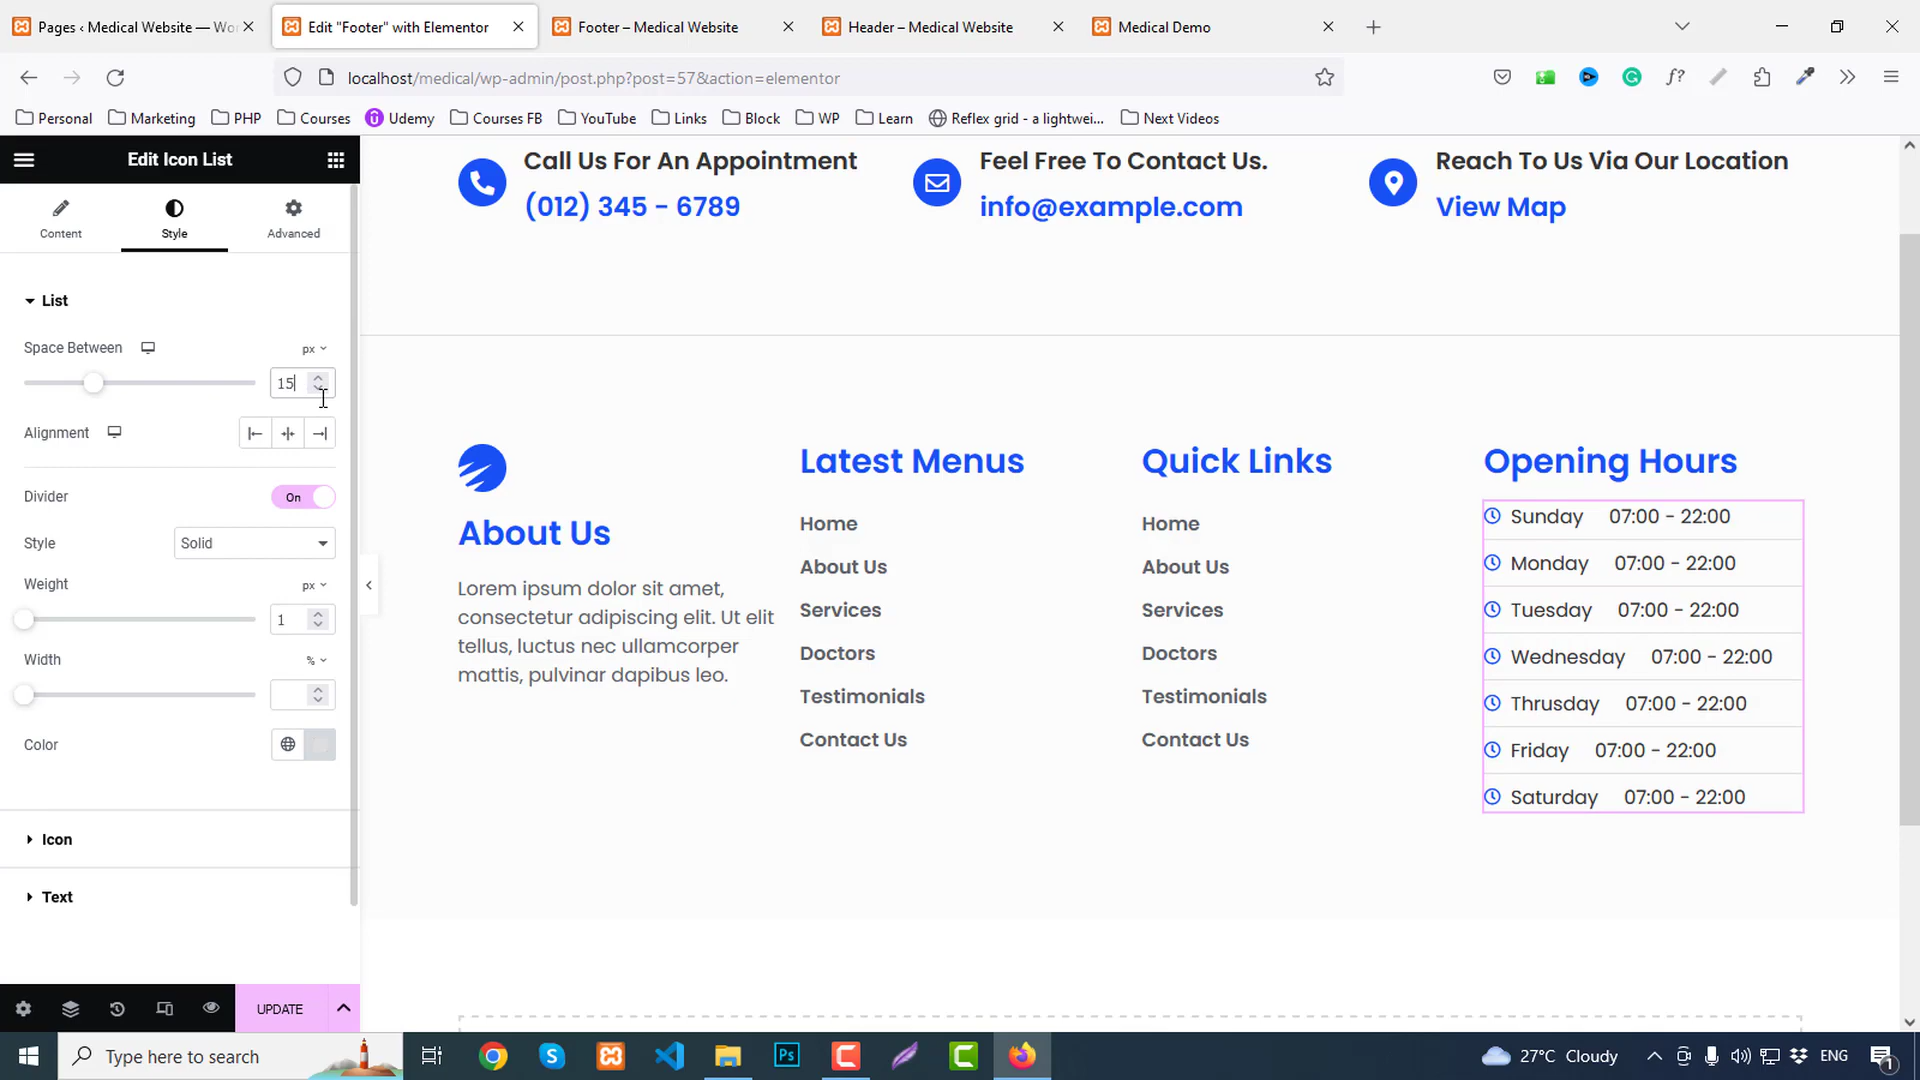 Pages ‹ Medical Website — Wor
Edit "Footer" with Elementor
Footer – Medical Website
Header – Medical Website
Medical Demo
localhost/medical/wp-admin/post.php?post=57&action=elementor
f?
Personal
Marketing
PHP
Courses
Udemy
Courses FB
YouTube
Links
Block
WP
Learn
Reflex grid - a lightwei...
Next Videos
Edit Icon List
Content
Style
Advanced
List
Space Between
px
15
Alignment
Divider
On
Style
Solid
Weight
px
1
Width
%
Color
Icon
Text
UPDATE
Call Us For An Appointment
(012) 345 - 6789
Feel Free To Contact Us.
info@example.com
Reach To Us Via Our Location
View Map
About Us
Lorem ipsum dolor sit amet,
consectetur adipiscing elit. Ut elit
tellus, luctus nec ullamcorper
mattis, pulvinar dapibus leo.
Latest Menus
Home
About Us
Services
Doctors
Testimonials
Contact Us
Quick Links
Home
About Us
Services
Doctors
Testimonials
Contact Us
Opening Hours
Sunday 07:00 - 22:00
Monday 07:00 - 22:00
Tuesday 07:00 - 22:00
Wednesday 07:00 - 22:00
Thrusday 07:00 - 22:00
Friday 07:00 - 22:00
Saturday 07:00 - 22:00
Type here to search
Ps
27°C Cloudy
ENG
1